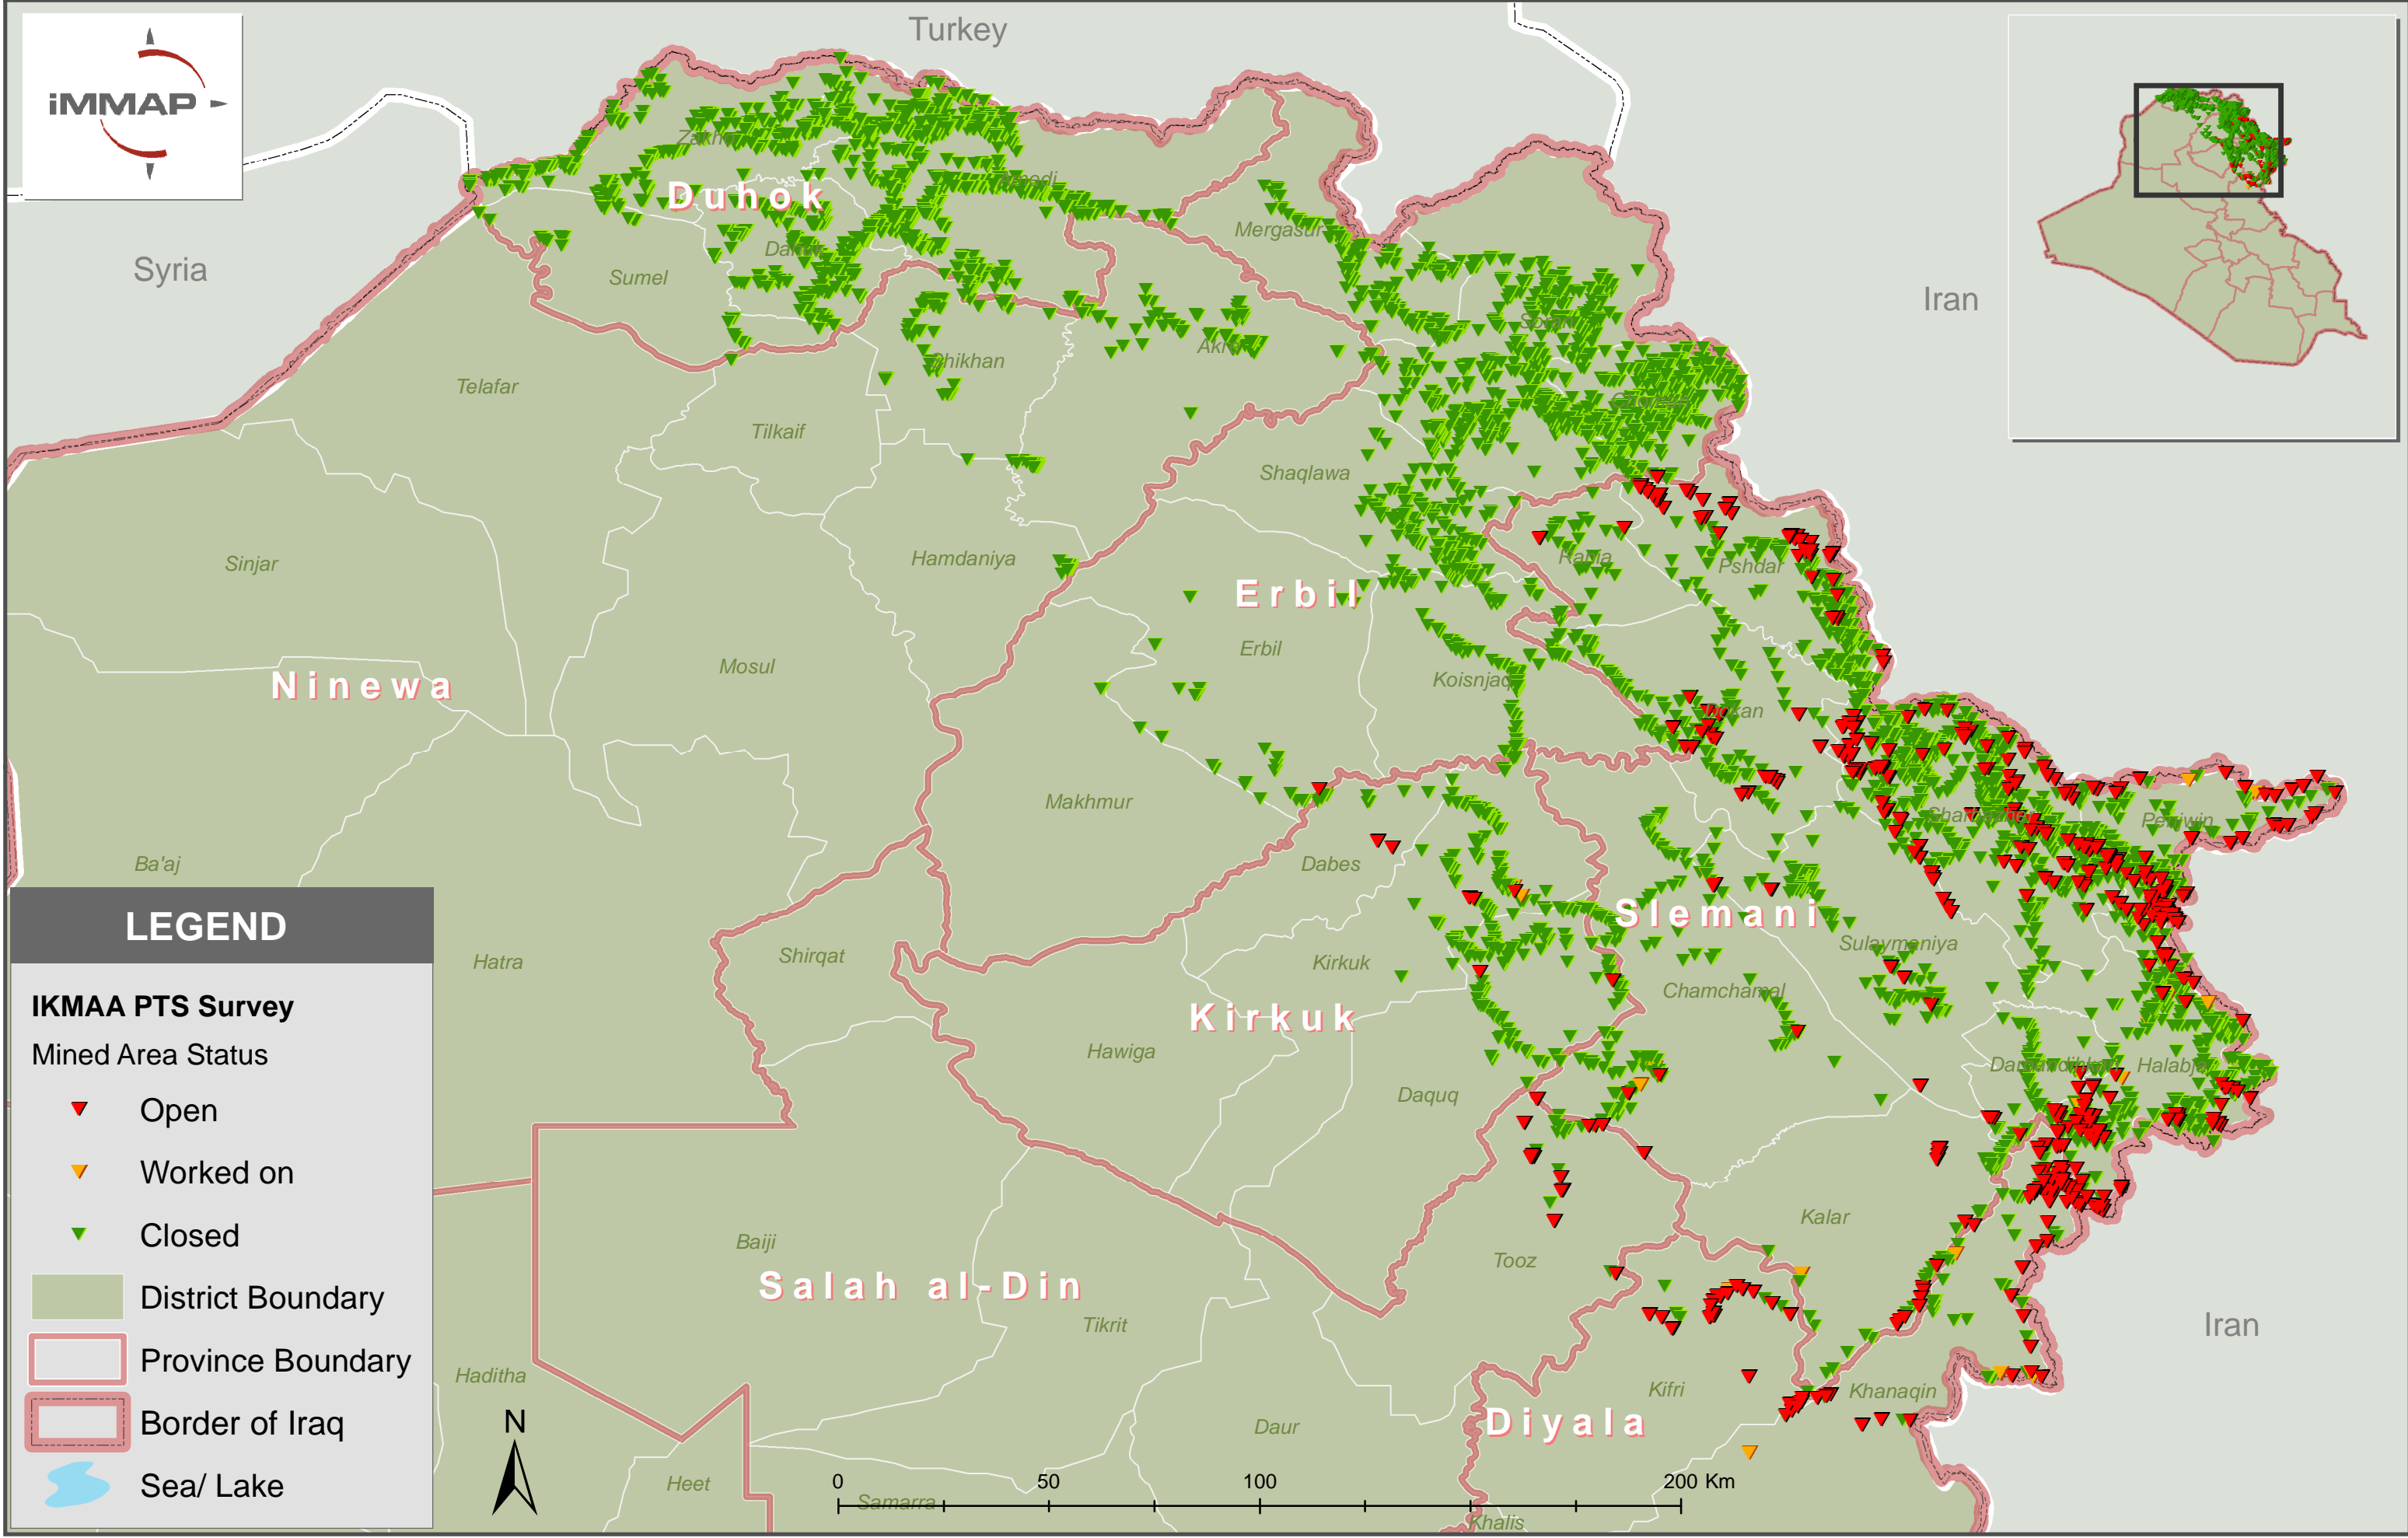 Turkey
iMMAP
Zakho
Amedi
Duhok
Mergasur
Dahuk
Syria
Sumel
Iran
Soran
Akre
Shikhan
Telafar
Choman
Tilkaif
Shaqlawa
Sinjar
Hamdaniya
Rania
Pshdar
Erbil
Erbil
Mosul
Koisnjaq
Ninewa
Dokan
Makhmur
Sharbazher
Penjwin
Ba'aj
Dabes
LEGEND
Slemani
Sulaymaniya
Shirqat
Hatra
Kirkuk
Chamchamal
IKMAA PTS Survey
Kirkuk
Mined Area Status
Hawiga
Darbandikhan
Halabja
Daquq
Open
Worked on
Kalar
Closed
Baiji
Tooz
Salah al-Din
District Boundary
Tikrit
Iran
Province Boundary
Haditha
Kifri
Khanaqin
Border of Iraq
N
Daur
Diyala
Heet
Sea/ Lake
0 50 100 200 Km
Samarra
Khalis